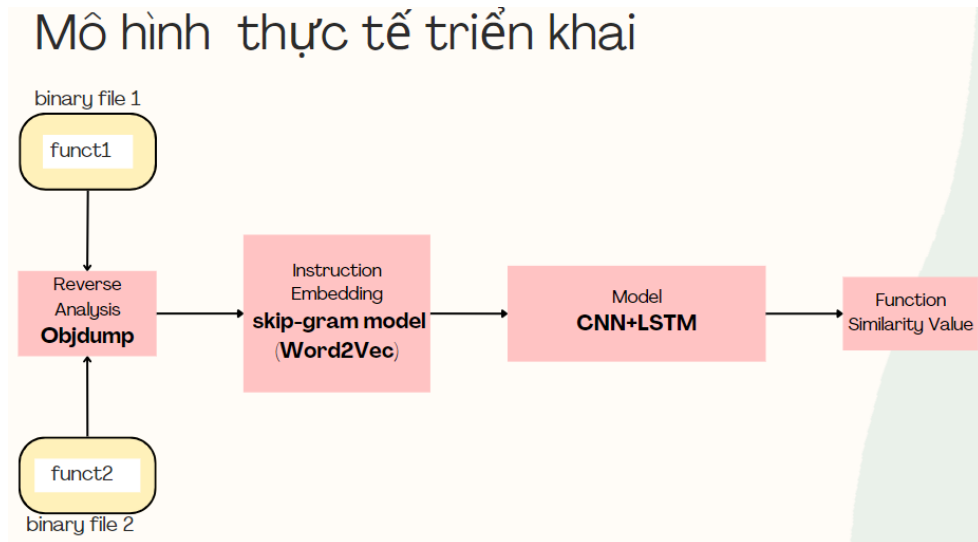 Mô hình thực tế triển khai
binary file 1
funct1
Reverse
Analysis
Objdump
Instruction
Embedding
skip-gram model
(Word2Vec)
Model
CNN+LSTM
Function
Similarity Value
funct2
binary file 2